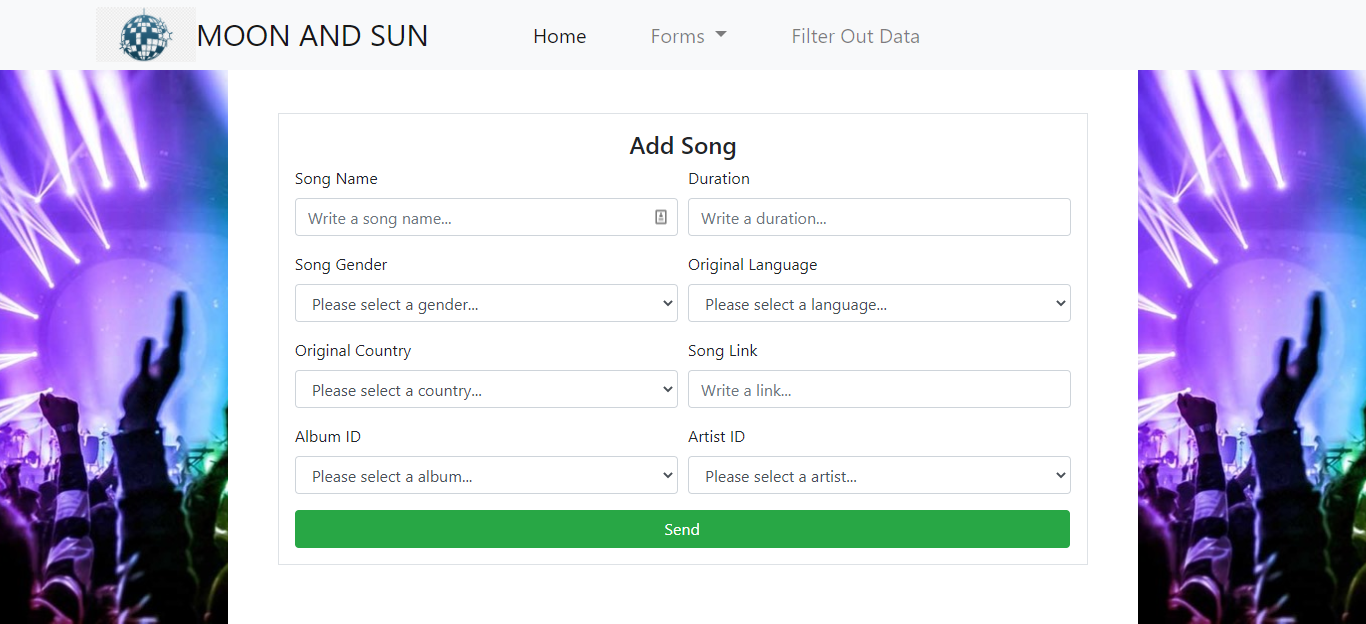 MOON AND SUN
Home Forms Filter Out Data
Add Song
Song Name Duration
Write a song name... Write a duration...
Song Gender Original Language
Please select a gender... Please select a language...
Original Country Song Link
Please select a country... Write a link...
Album ID Artist ID
Please select a album... Please select a artist...
Send